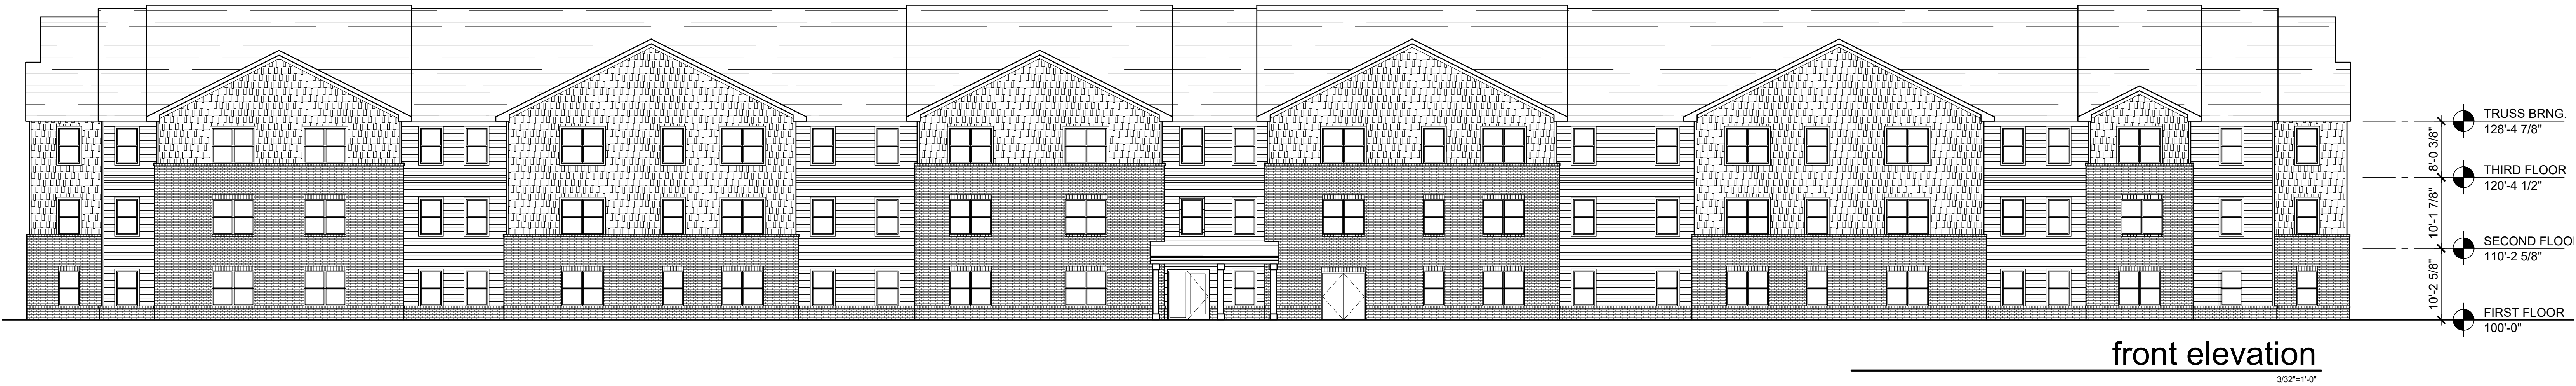 TRUSS BRNG.
128'-4 7/8"
8'-0 3/8"
THIRD FLOOR
120'-4 1/2"
10'-1 7/8"
SECOND FLOO
110'-2 5/8"
10'-2 5/8"
FIRST FLOOR
100'-0"
front elevation
3/32"=1'-0"